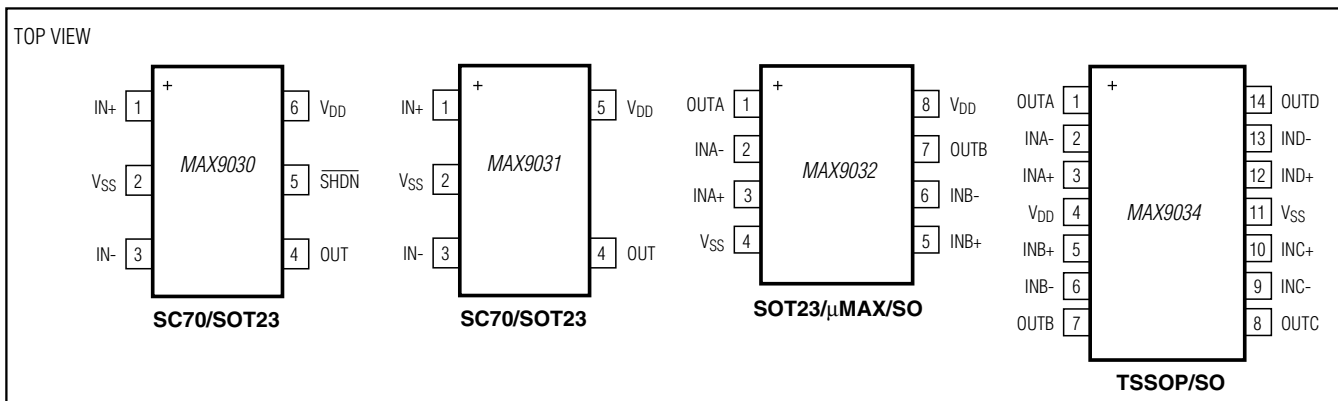 TOP VIEW
+
IN+ 1
VSS 2
IN- 3
MAX9030
6 VDD
5 S̅H̅D̅N̅
4 OUT
SC70/SOT23
+
IN+ 1
VSS 2
IN- 3
MAX9031
5 VDD
4 OUT
SC70/SOT23
+
OUTA 1
INA- 2
INA+ 3
VSS 4
MAX9032
8 VDD
7 OUTB
6 INB-
5 INB+
SOT23/µMAX/SO
+
OUTA 1
INA- 2
INA+ 3
VDD 4
INB+ 5
INB- 6
OUTB 7
MAX9034
14 OUTD
13 IND-
12 IND+
11 VSS
10 INC+
9 INC-
8 OUTC
TSSOP/SO